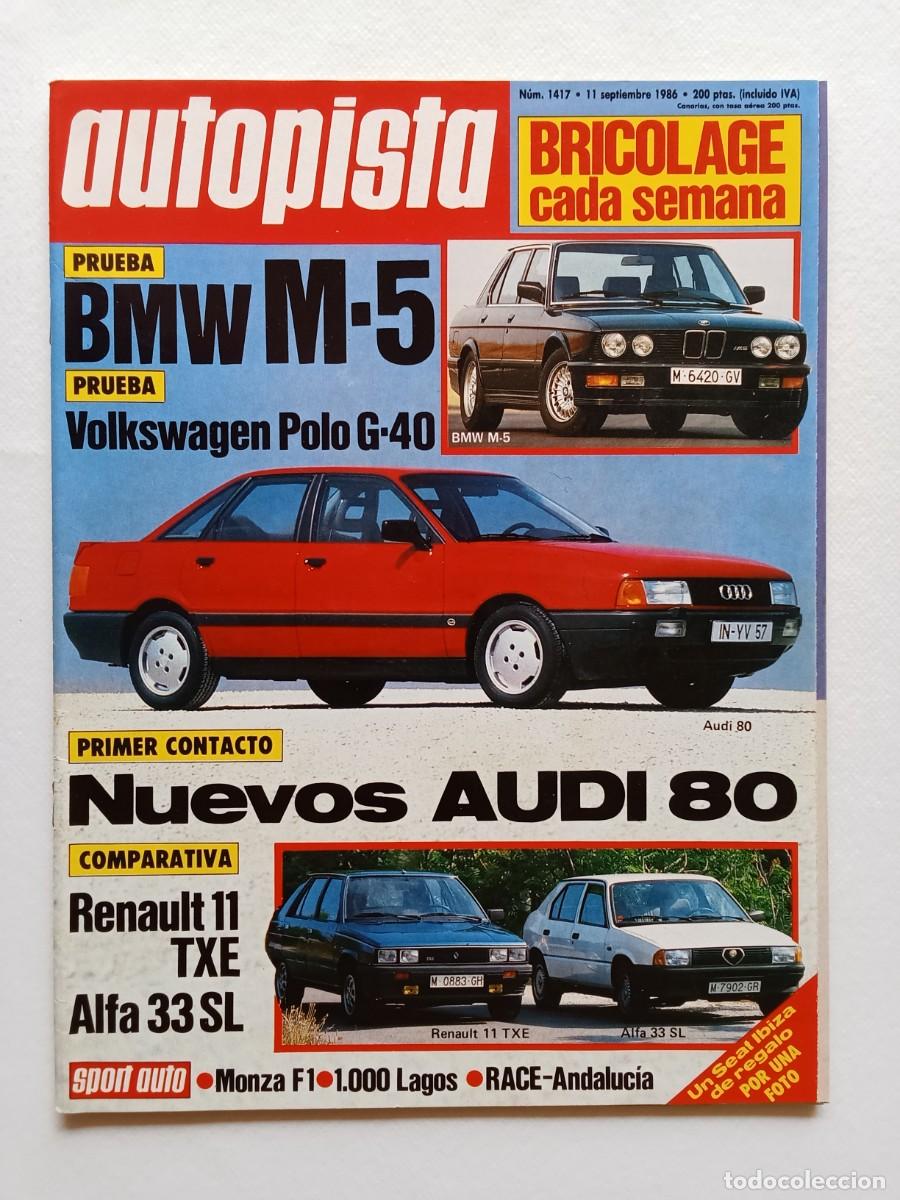 autopista
Núm. 1417 • 11 septiembre 1986 • 200 ptas. (incluido IVA)
Canarias, con tasa aérea 200 ptas.
BRICOLAGE
cada semana
PRUEBA
BMW M-5
PRUEBA
Volkswagen Polo G-40
M5
M·6420·GV
BMW M-5
IN-YV 57
Audi 80
PRIMER CONTACTO
Nuevos AUDI 80
COMPARATIVA
Renault 11
TXE
Alfa 33 SL
M 0883·GH
M·7902·GR
Renault 11 TXE
Alfa 33 SL
Un Seat Ibiza
de regalo
POR UNA
FOTO
sport auto •Monza F1•1.000 Lagos •RACE-Andalucía
todocoleccion